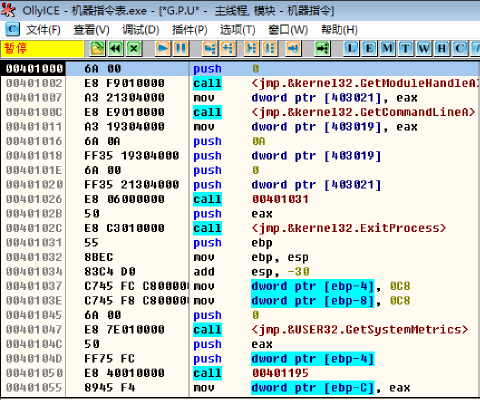 OllyICE - 机器指令表.exe - [*G.P.U* - 主线程, 模块 - 机器指令]
文件(F) 查看(V) 调试(D) 插件(P) 选项(T) 窗口(W) 帮助(H)
暂停 L E M T W H C
00401000 6A 00 push 0
00401002 E8 F9010000 call <jmp.&kernel32.GetModuleHandleA>
00401007 A3 21304000 mov dword ptr [403021], eax
0040100C E8 E9010000 call <jmp.&kernel32.GetCommandLineA>
00401011 A3 19304000 mov dword ptr [403019], eax
00401016 6A 0A push 0A
00401018 FF35 19304000 push dword ptr [403019]
0040101E 6A 00 push 0
00401020 FF35 21304000 push dword ptr [403021]
00401026 E8 06000000 call 00401031
0040102B 50 push eax
0040102C E8 C3010000 call <jmp.&kernel32.ExitProcess>
00401031 55 push ebp
00401032 8BEC mov ebp, esp
00401034 83C4 D0 add esp, -30
00401037 C745 FC C80000 mov dword ptr [ebp-4], 0C8
0040103E C745 F8 C80000 mov dword ptr [ebp-8], 0C8
00401045 6A 00 push 0
00401047 E8 7E010000 call <jmp.&USER32.GetSystemMetrics>
0040104C 50 push eax
0040104D FF75 FC push dword ptr [ebp-4]
00401050 E8 40010000 call 00401195
00401055 8945 F4 mov dword ptr [ebp-C], eax